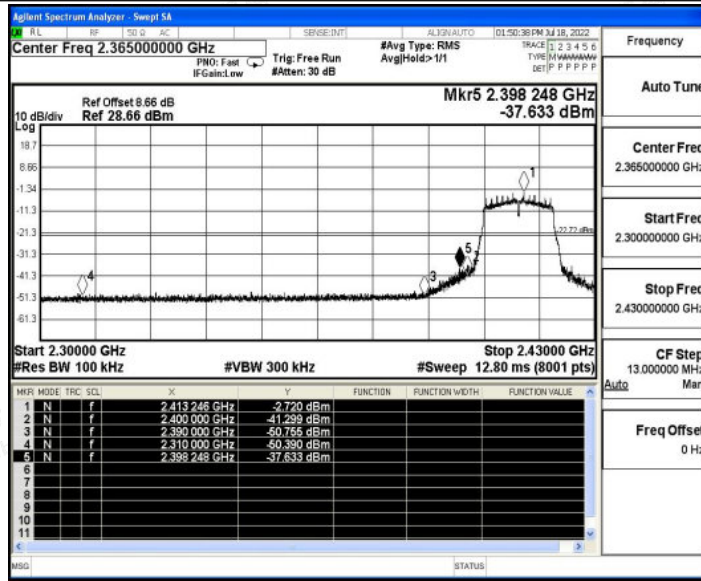 Agilent Spectrum Analyzer - Swept SA
RL RF 50 Ω AC SENSE:INT ALIGN AUTO 01:50:38 PM Jul 18, 2022
Center Freq 2.365000000 GHz
PNO: Fast
IFGain:Low
Trig: Free Run
#Atten: 30 dB
#Avg Type: RMS
Avg|Hold:> 1/1
TRACE 1 2 3 4 5 6
TYPE M
DET P P P P P P
Ref Offset 8.66 dB
10 dB/div Ref 28.66 dBm
Log
Mkr5 2.398 248 GHz
-37.633 dBm
18.7
8.66
-1.34
-11.3
-21.3
-31.3
-41.3
-51.3
-61.3
1
-22.72 dBm
5
4
3
Start 2.30000 GHz Stop 2.43000 GHz
#Res BW 100 kHz #VBW 300 kHz #Sweep 12.80 ms (8001 pts)
MKR MODE TRC SCL X Y FUNCTION FUNCTION WIDTH FUNCTION VALUE
1 N f 2.413 246 GHz -2.720 dBm
2 N f 2.400 000 GHz -41.299 dBm
3 N f 2.390 000 GHz -50.755 dBm
4 N f 2.310 000 GHz -50.390 dBm
5 N f 2.398 248 GHz -37.633 dBm
6
7
8
9
10
11
MSG STATUS
Frequency
Auto Tune
Center Freq
2.365000000 GHz
Start Freq
2.300000000 GHz
Stop Freq
2.430000000 GHz
CF Step
13.000000 MHz
Auto Man
Freq Offset
0 Hz